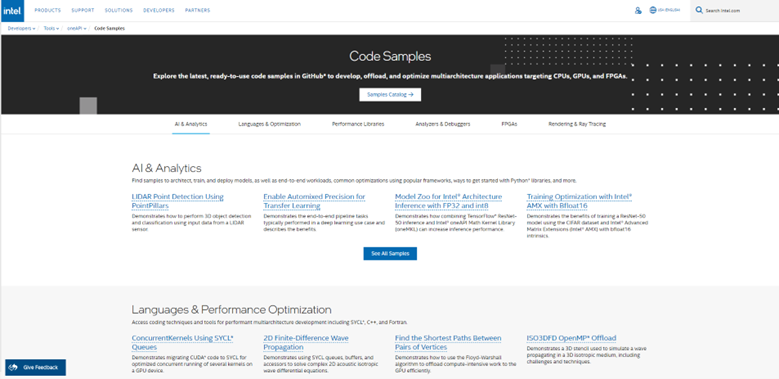 intel.
PRODUCTS SUPPORT SOLUTIONS DEVELOPERS PARTNERS
USA (ENGLISH)
Search Intel.com
Developers Tools oneAPI Code Samples
Code Samples
Explore the latest, ready-to-use code samples in GitHub* to develop, offload, and optimize multiarchitecture applications targeting CPUs, GPUs, and FPGAs.
Samples Catalog →
AI & Analytics Languages & Optimization Performance Libraries Analyzers & Debuggers FPGAs Rendering & Ray Tracing
AI & Analytics
Find samples to architect, train, and deploy models, as well as end-to-end workloads, common optimizations using popular frameworks, ways to get started with Python* libraries, and more.
LIDAR Point Detection Using
PointPillars
Demonstrates how to perform 3D object detection
and classification using input data from a LIDAR
sensor.
Enable Automixed Precision for
Transfer Learning
Demonstrates the end-to-end pipeline tasks
typically performed in a deep learning use case and
describes the benefits.
Model Zoo for Intel® Architecture
Inference with FP32 and int8
Demonstrates how combining TensorFlow* ResNet-
50 inference and Intel® oneAPI Math Kernel Library
(oneMKL) can increase inference performance.
Training Optimization with Intel®
AMX with Bfloat16
Demonstrates the benefits of training a ResNet-50
model using the CIFAR dataset and Intel® Advanced
Matrix Extensions (Intel® AMX) with bfloat16
intrinsics.
See All Samples
Languages & Performance Optimization
Access coding techniques and tools for performant multiarchitecture development including SYCL*, C++, and Fortran.
ConcurrentKernels Using SYCL*
Queues
Demonstrates migrating CUDA* code to SYCL for
optimized concurrent running of several kernels on
a GPU device.
2D Finite-Difference Wave
Propagation
Demonstrates using SYCL queues, buffers, and
accessors to solve complex 2D acoustic isotropic
wave differential equations.
Find the Shortest Paths Between
Pairs of Vertices
Demonstrates how to use the Floyd-Warshall
algorithm to offload compute-intensive work to the
GPU efficiently.
ISO3DFD OpenMP* Offload
Demonstrates a 3D stencil used to simulate a wave
propagating in a 3D isotropic medium, including
challenges and techniques.
Give Feedback